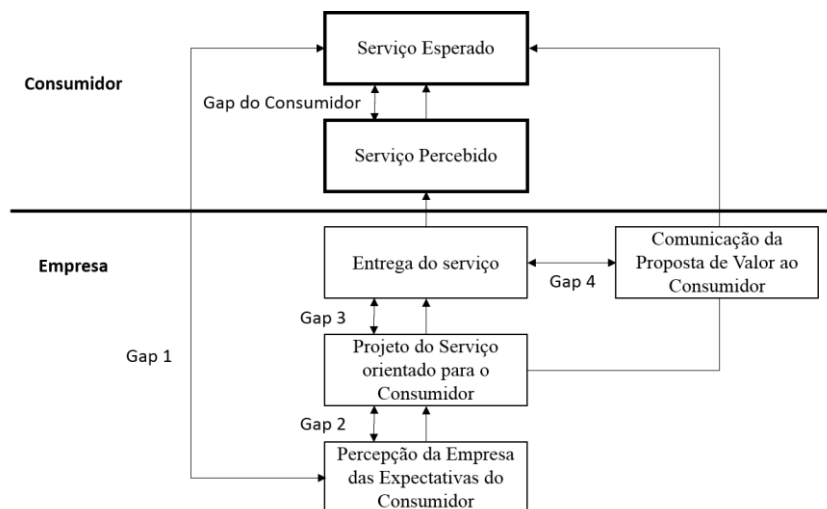 Serviço Esperado
Consumidor
Gap do Consumidor
Serviço Percebido
Empresa
Entrega do serviço
Comunicação da
Proposta de Valor ao
Consumidor
Gap 4
Gap 3
Gap 1
Projeto do Serviço
orientado para o
Consumidor
Gap 2
Percepção da Empresa
das Expectativas do
Consumidor